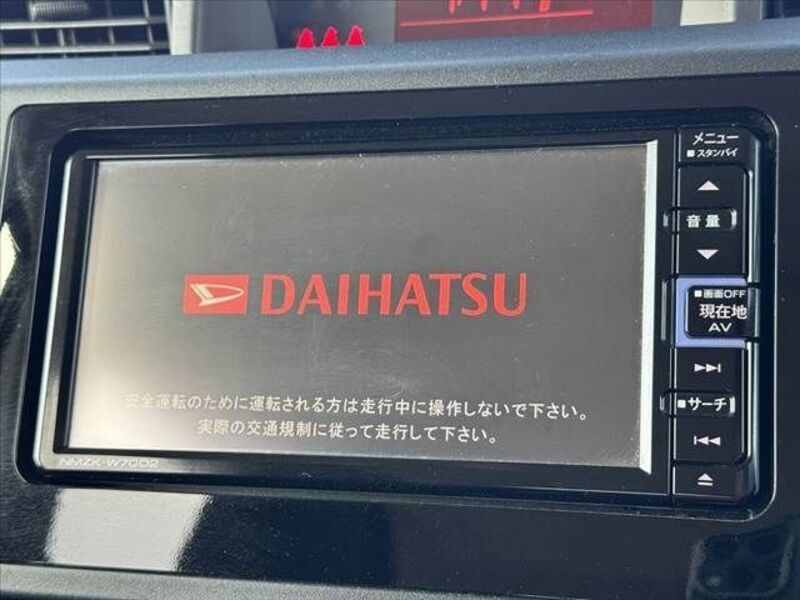 メニュー
■スタンバイ
音量
■画面OFF
現在地
AV
■サーチ
DAIHATSU
安全運転のために運転される方は走行中に操作しないで下さい。
実際の交通規制に従って走行して下さい。
NMZK-W70D2